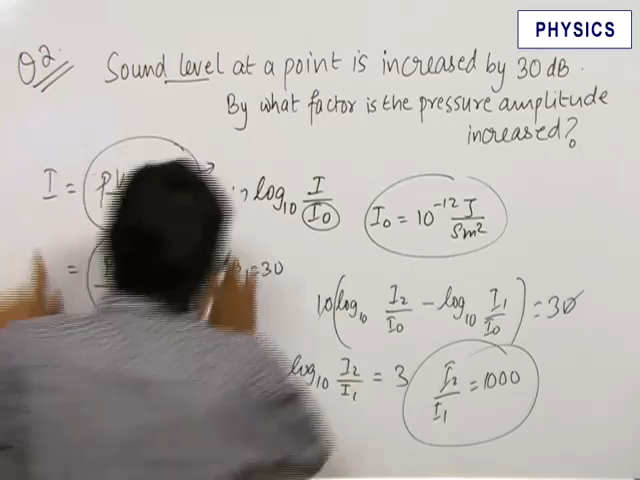 PHYSICS
Q2. Sound level at a point is increased by 30 dB.
By what factor is the pressure amplitude
increased?
I =
log₁₀ I/I₀
I₀ = 10⁻¹² J/Sm²
=
= 30
10(log₁₀ I₂/I₀ − log₁₀ I₁/I₀) = 30
log₁₀ I₂/I₁ = 3
I₂/I₁ = 1000